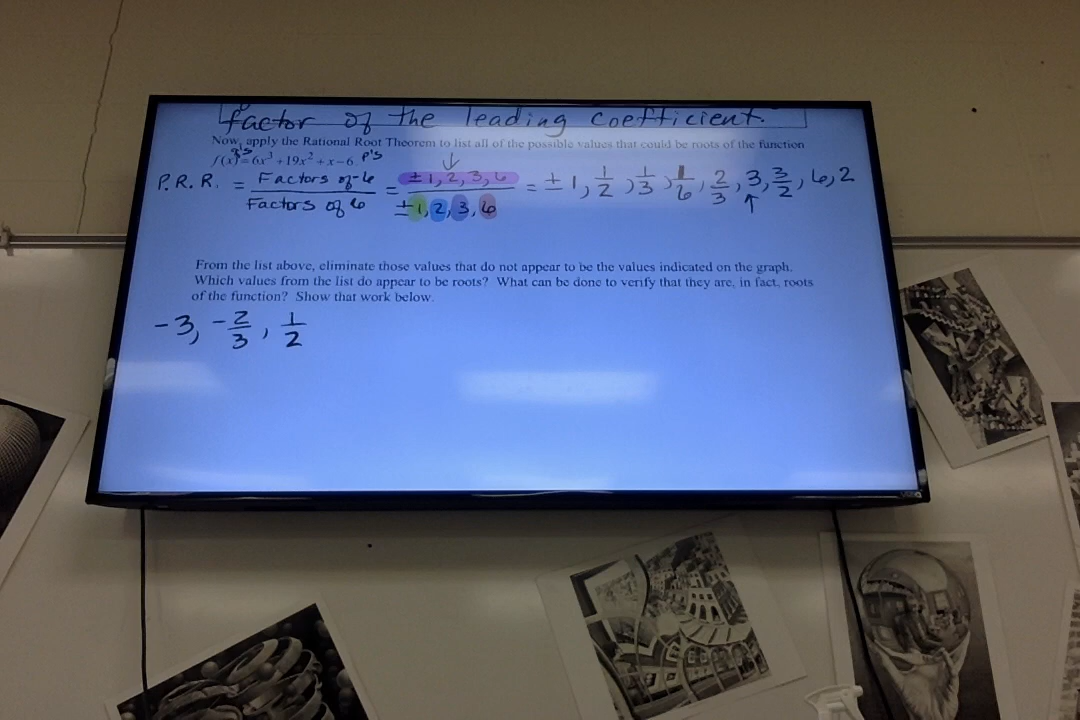 factor of the leading coefficient.
Now, apply the Rational Root Theorem to list all of the possible values that could be roots of the function
q's p's
f(x) = 6x³ + 19x² + x − 6
P.R.R. = Factors of -6 / Factors of 6 = ±1, 2, 3, 6 / ±1, 2, 3, 6 = ± 1, 1/2, 1/3, 1/6, 2/3, 3, 3/2, 6, 2
From the list above, eliminate those values that do not appear to be the values indicated on the graph.
Which values from the list do appear to be roots? What can be done to verify that they are, in fact, roots
of the function? Show that work below.
-3, -2/3, 1/2